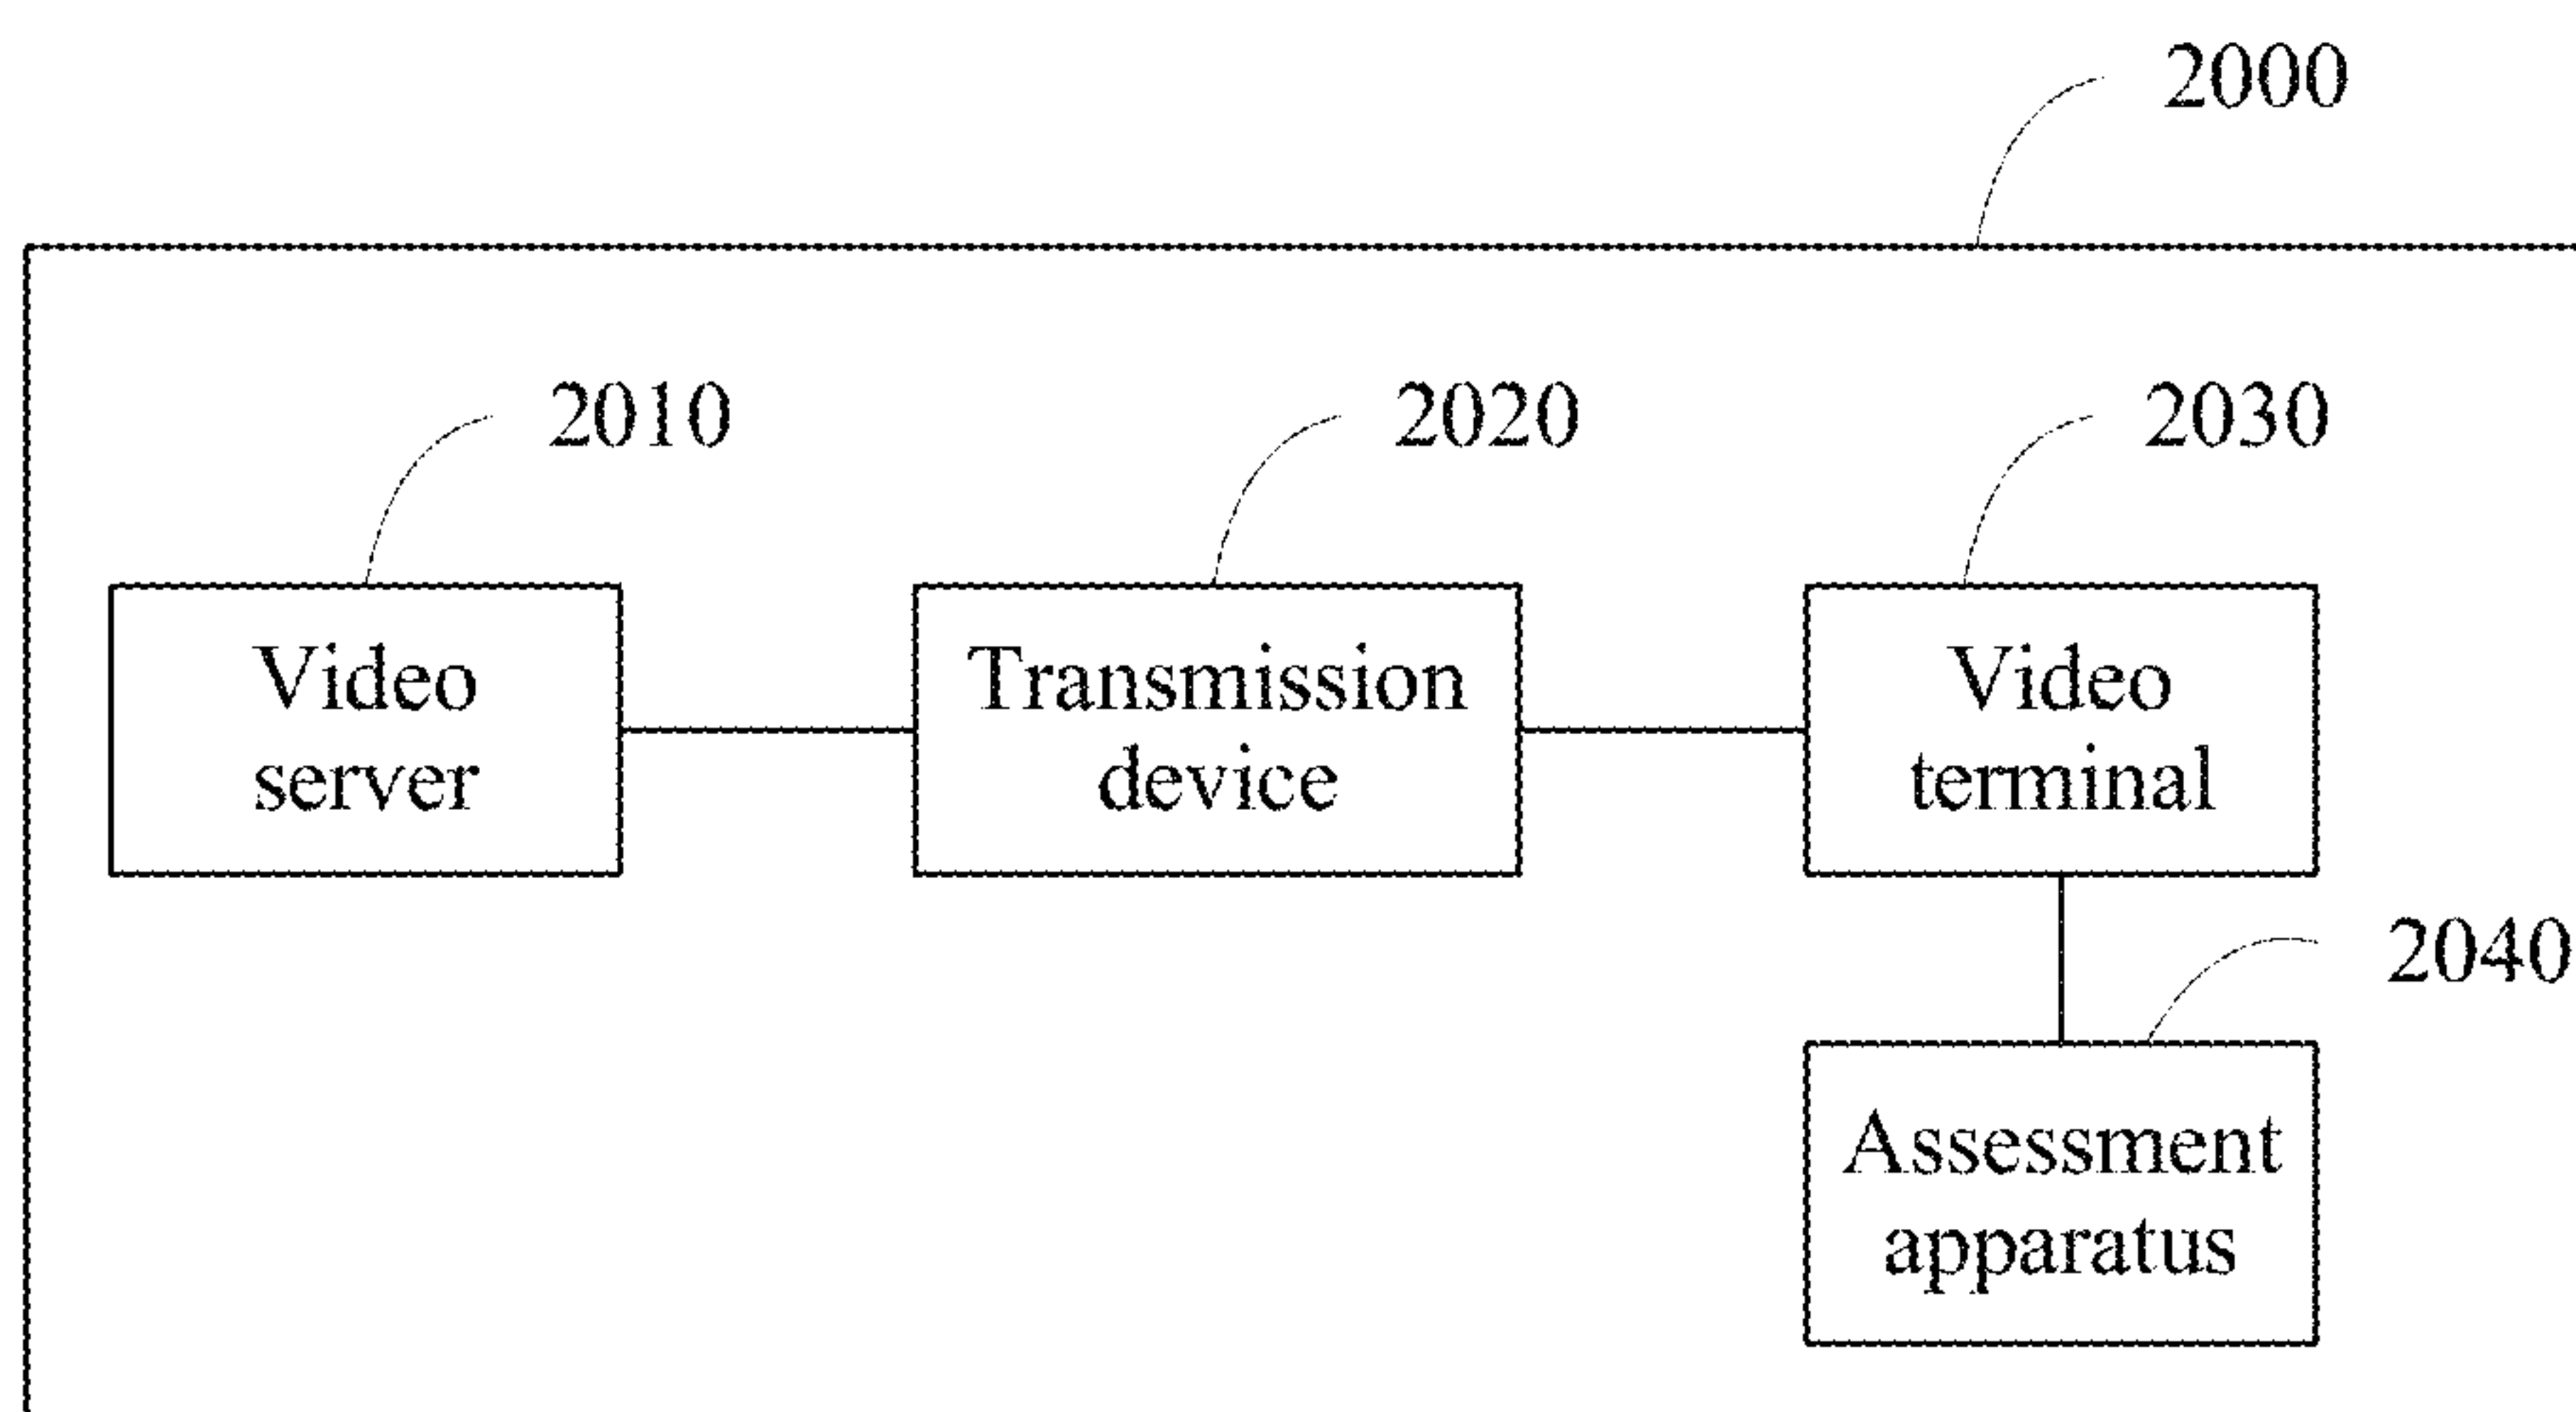 2000
2010
2020
2030
Video
server
Transmission
device
Video
terminal
2040
Assessment
apparatus